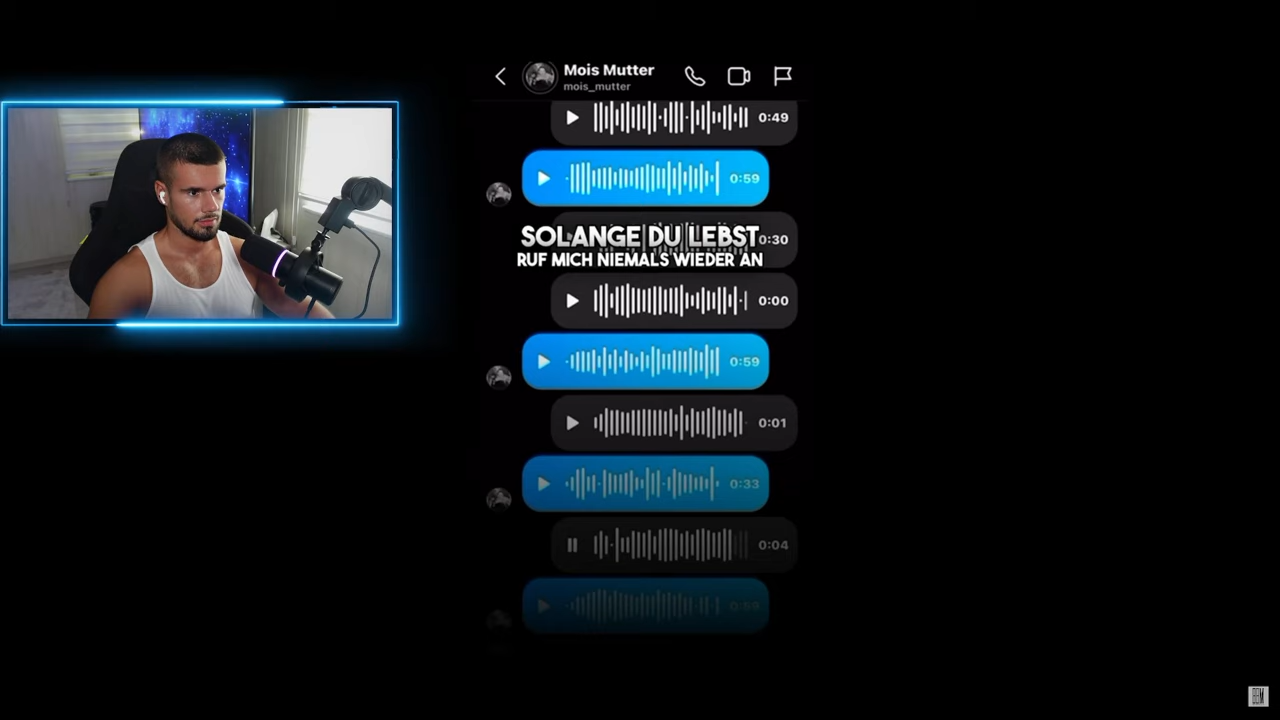 Mois Mutter
mois_mutter
0:49
0:59
SOLANGE DU LEBST
0:30
RUF MICH NIEMALS WIEDER AN
0:00
0:59
0:01
0:33
0:04